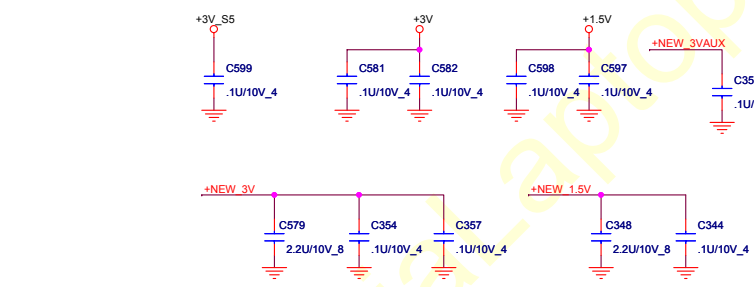 +3V_S5
+3V
+1.5V
+NEW_3VAUX
C599
.1U/10V_4
C581
.1U/10V_4
C582
.1U/10V_4
C598
.1U/10V_4
C597
.1U/10V_4
C35
.1U/
+NEW_3V
+NEW_1.5V
C579
2.2U/10V_8
C354
.1U/10V_4
C357
.1U/10V_4
C348
2.2U/10V_8
C344
.1U/10V_4